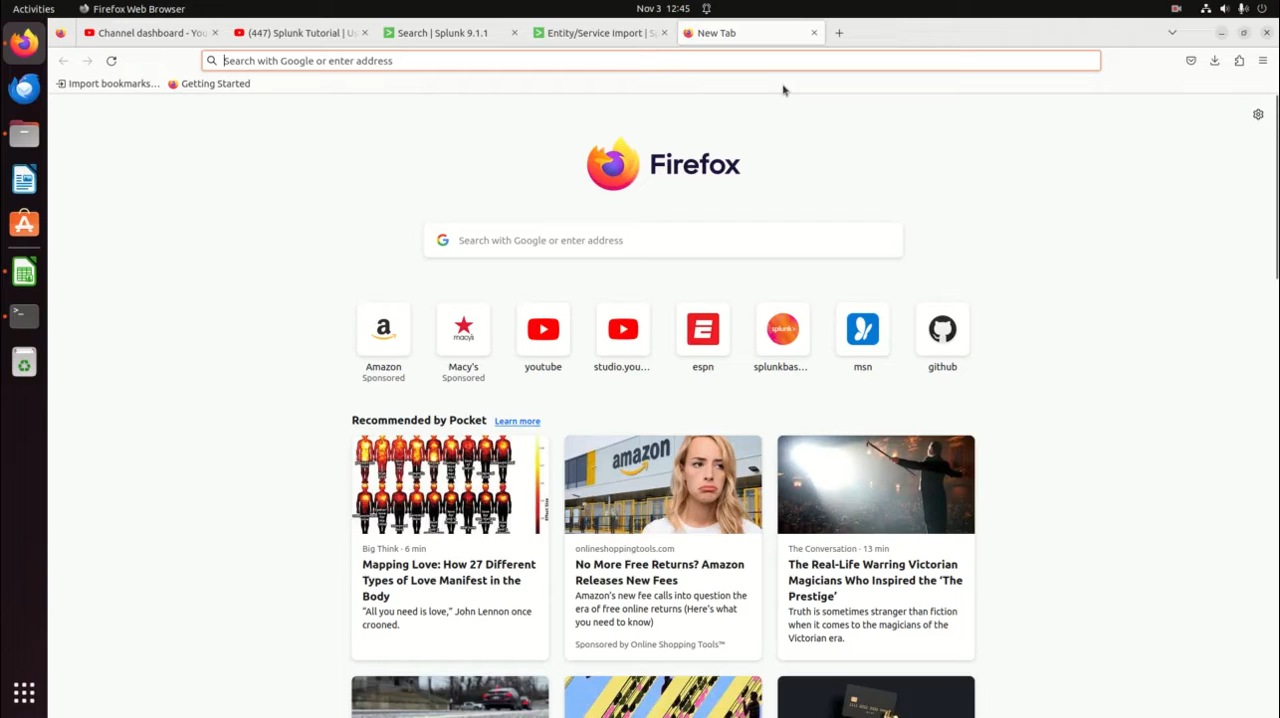 Activities
Firefox Web Browser
Nov 3 12:45
Channel dashboard - You
(447) Splunk Tutorial | Us
Search | Splunk 9.1.1
Entity/Service Import | Sp
New Tab
Search with Google or enter address
Import bookmarks...
Getting Started
Firefox
Search with Google or enter address
a
macy's
splunk>
Amazon
Sponsored
Macy's
Sponsored
youtube
studio.you...
espn
splunkbas...
msn
github
Recommended by Pocket
Learn more
amazon
Big Think · 6 min
Mapping Love: How 27 Different
Types of Love Manifest in the
Body
“All you need is love,” John Lennon once
crooned.
onlineshoppingtools.com
No More Free Returns? Amazon
Releases New Fees
Amazon’s new fee calls into question the
era of free online returns (Here’s what
you need to know)
Sponsored by Online Shopping Tools™
The Conversation · 13 min
The Real-Life Warring Victorian
Magicians Who Inspired the ‘The
Prestige’
Truth is sometimes stranger than fiction
when it comes to the magicians of the
Victorian era.